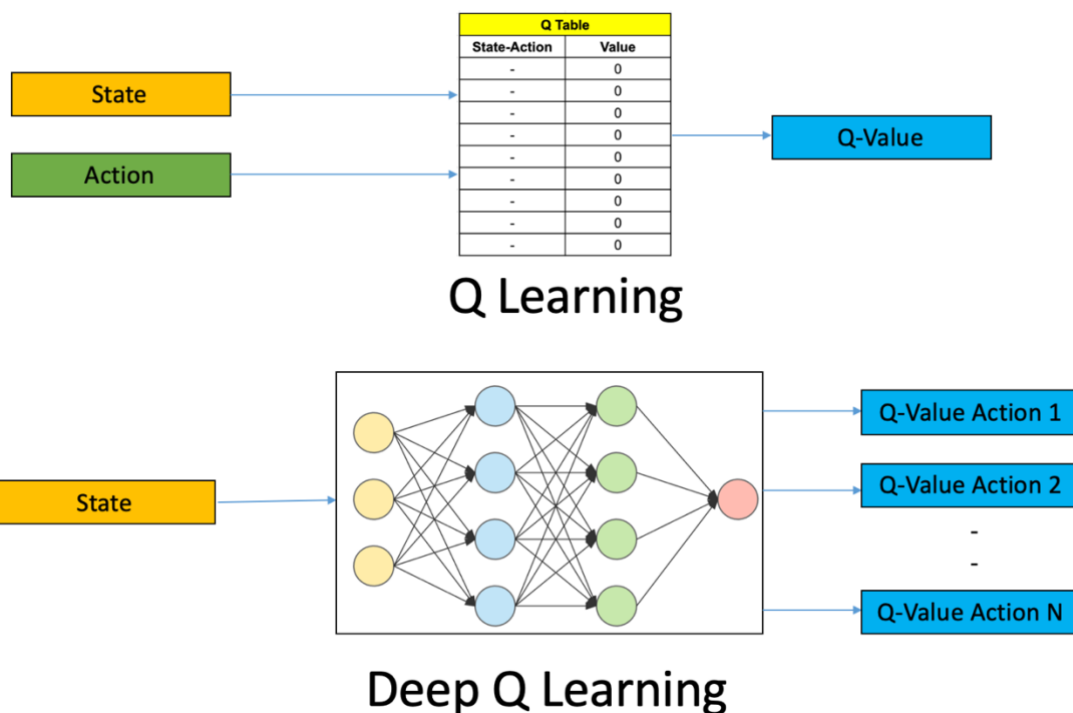 Q Table
State-Action Value
- 0
- 0
- 0
- 0
- 0
- 0
- 0
- 0
- 0
State
Action
Q-Value
Q Learning
State
Q-Value Action 1
Q-Value Action 2
-
-
Q-Value Action N
Deep Q Learning